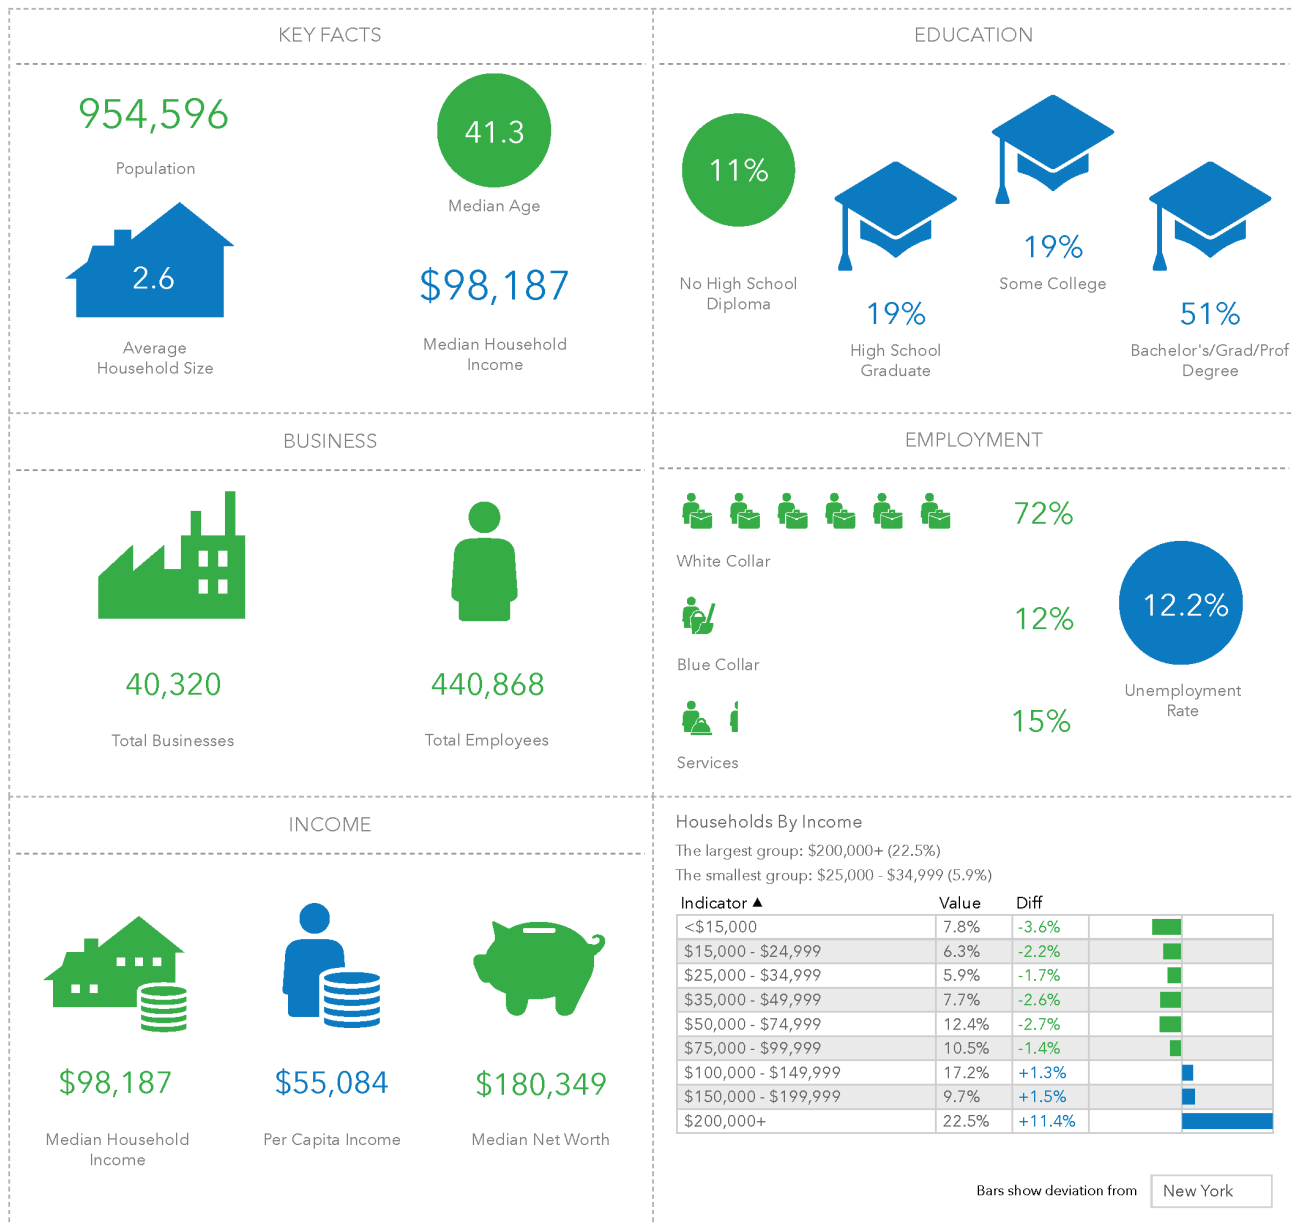 KEY FACTS
954,596
Population
41.3
Median Age
2.6
Average
Household Size
$98,187
Median Household
Income
EDUCATION
11%
No High School
Diploma
19%
High School
Graduate
19%
Some College
51%
Bachelor's/Grad/Prof
Degree
BUSINESS
40,320
Total Businesses
440,868
Total Employees
EMPLOYMENT
72%
White Collar
12%
Blue Collar
15%
Services
12.2%
Unemployment
Rate
INCOME
$98,187
Median Household
Income
$55,084
Per Capita Income
$180,349
Median Net Worth
Households By Income
The largest group: $200,000+ (22.5%)
The smallest group: $25,000 - $34,999 (5.9%)
Indicator ▲ Value Diff
<$15,000 7.8% -3.6%
$15,000 - $24,999 6.3% -2.2%
$25,000 - $34,999 5.9% -1.7%
$35,000 - $49,999 7.7% -2.6%
$50,000 - $74,999 12.4% -2.7%
$75,000 - $99,999 10.5% -1.4%
$100,000 - $149,999 17.2% +1.3%
$150,000 - $199,999 9.7% +1.5%
$200,000+ 22.5% +11.4%
Bars show deviation from New York